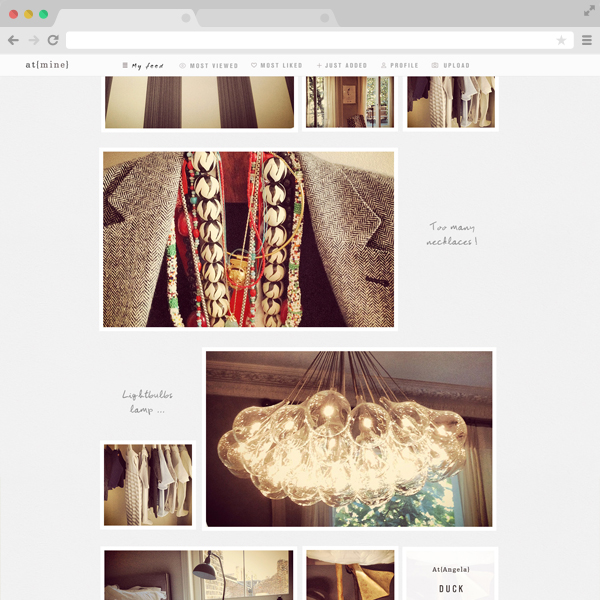 at{mine}
My feed
MOST VIEWED
MOST LIKED
JUST ADDED
PROFILE
UPLOAD
Too many
necklaces!
Lightbulbs
lamp ...
At{Angela}
DUCK